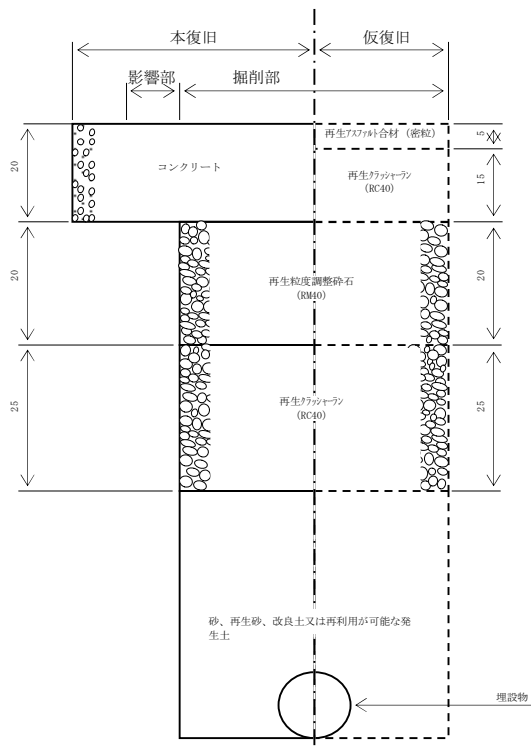 本復旧
仮復旧
影響部
掘削部
再生ｱｽﾌｧﾙﾄ合材（密粒）
5
20
コンクリート
再生ｸﾗｯｼｬｰﾗﾝ
(RC40)
15
20
再生粒度調整砕石
(RM40)
20
25
再生ｸﾗｯｼｬｰﾗﾝ
(RC40)
25
砂、再生砂、改良土又は再利用が可能な発
生土
埋設物